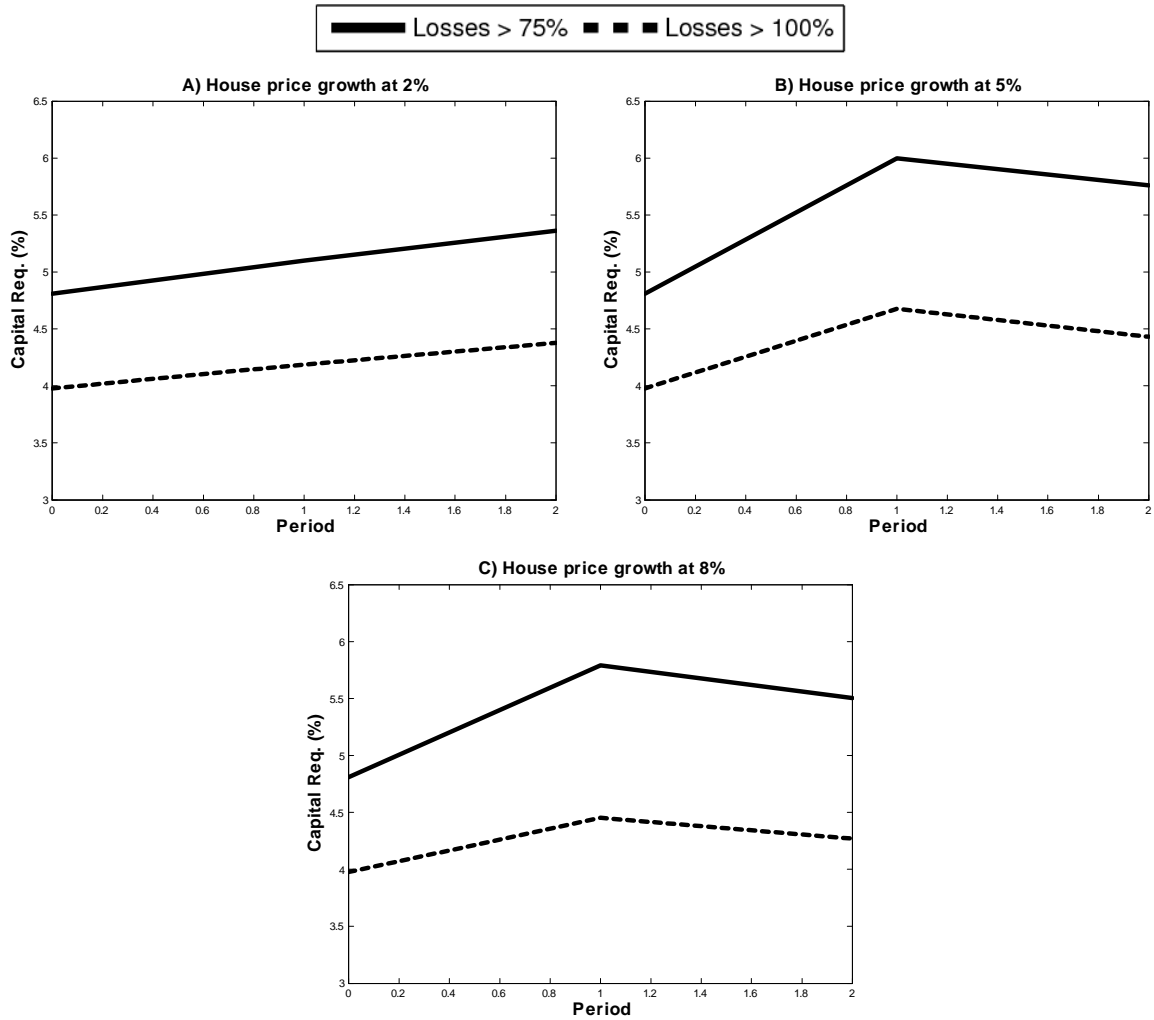 Losses > 75% Losses > 100%
A) House price growth at 2%
6.5
6
5.5
5
4.5
4
3.5
3
Capital Req. (%)
0 0.2 0.4 0.6 0.8 1 1.2 1.4 1.6 1.8 2
Period
B) House price growth at 5%
6.5
6
5.5
5
4.5
4
3.5
3
Capital Req. (%)
0 0.2 0.4 0.6 0.8 1 1.2 1.4 1.6 1.8 2
Period
C) House price growth at 8%
6.5
6
5.5
5
4.5
4
3.5
3
Capital Req. (%)
0 0.2 0.4 0.6 0.8 1 1.2 1.4 1.6 1.8 2
Period